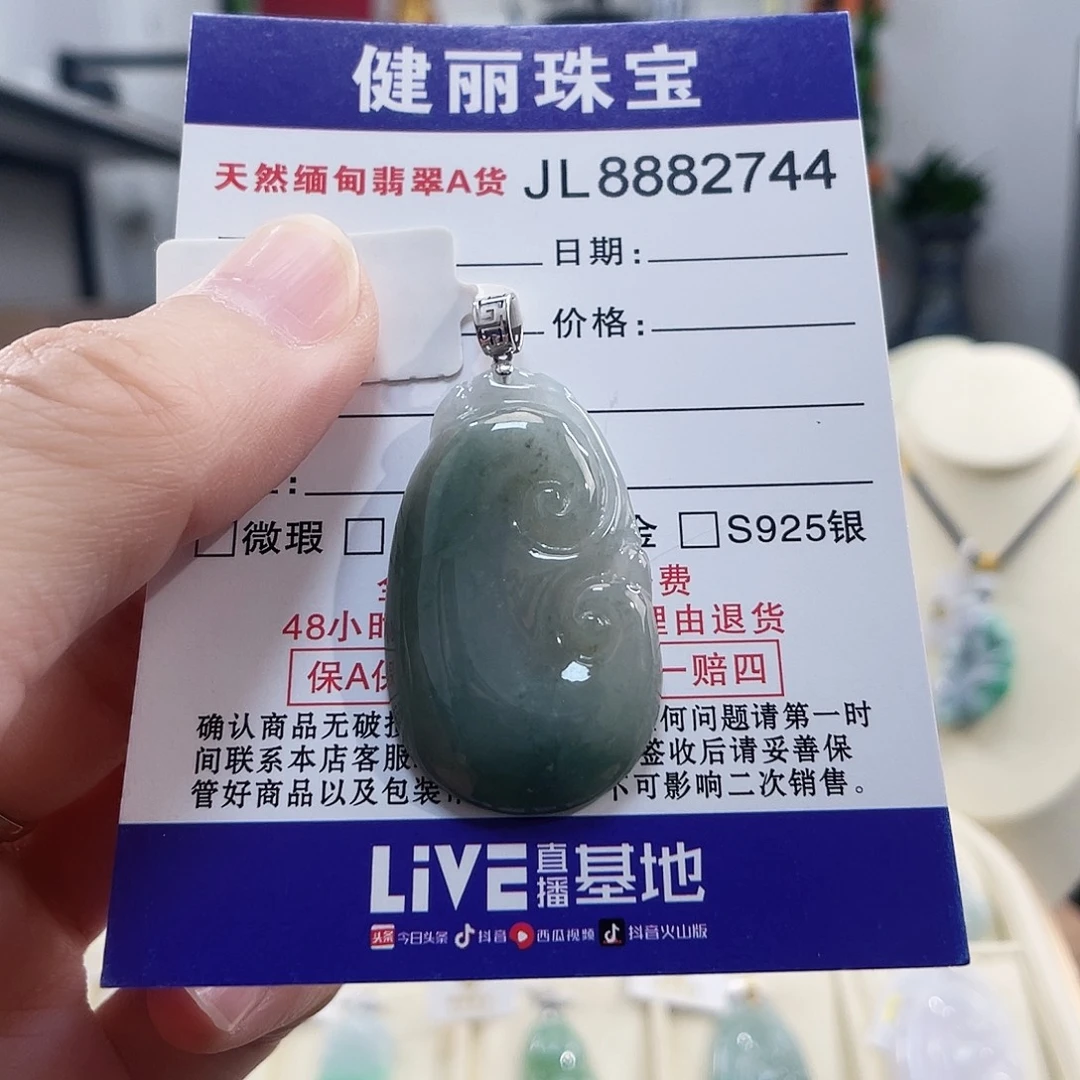 健丽珠宝
天然缅甸翡翠A货 JL8882744
日期:
价格:
:
□微瑕 □ 金 □S925银
费
48小时 理由退货
保A 一赔四
确认商品无破 何问题请第一时
间联系本店客服 签收后请妥善保
管好商品以及包装 不可影响二次销售。
LiVE 直播 基地
头条 今日头条 抖音 西瓜视频 抖音火山版